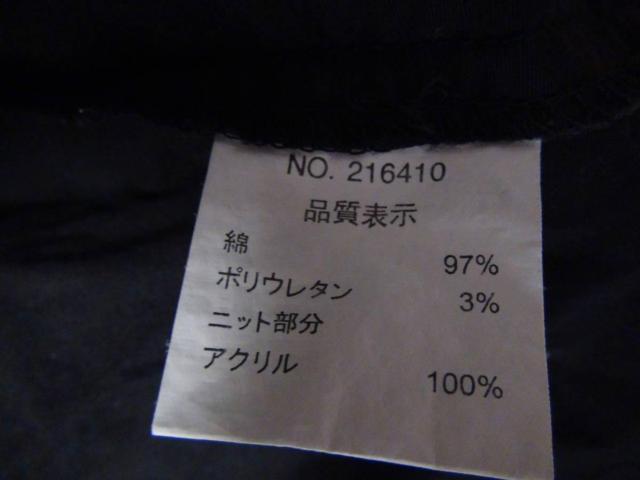 NO. 216410
品質表示
綿 97%
ポリウレタン 3%
ニット部分
アクリル 100%